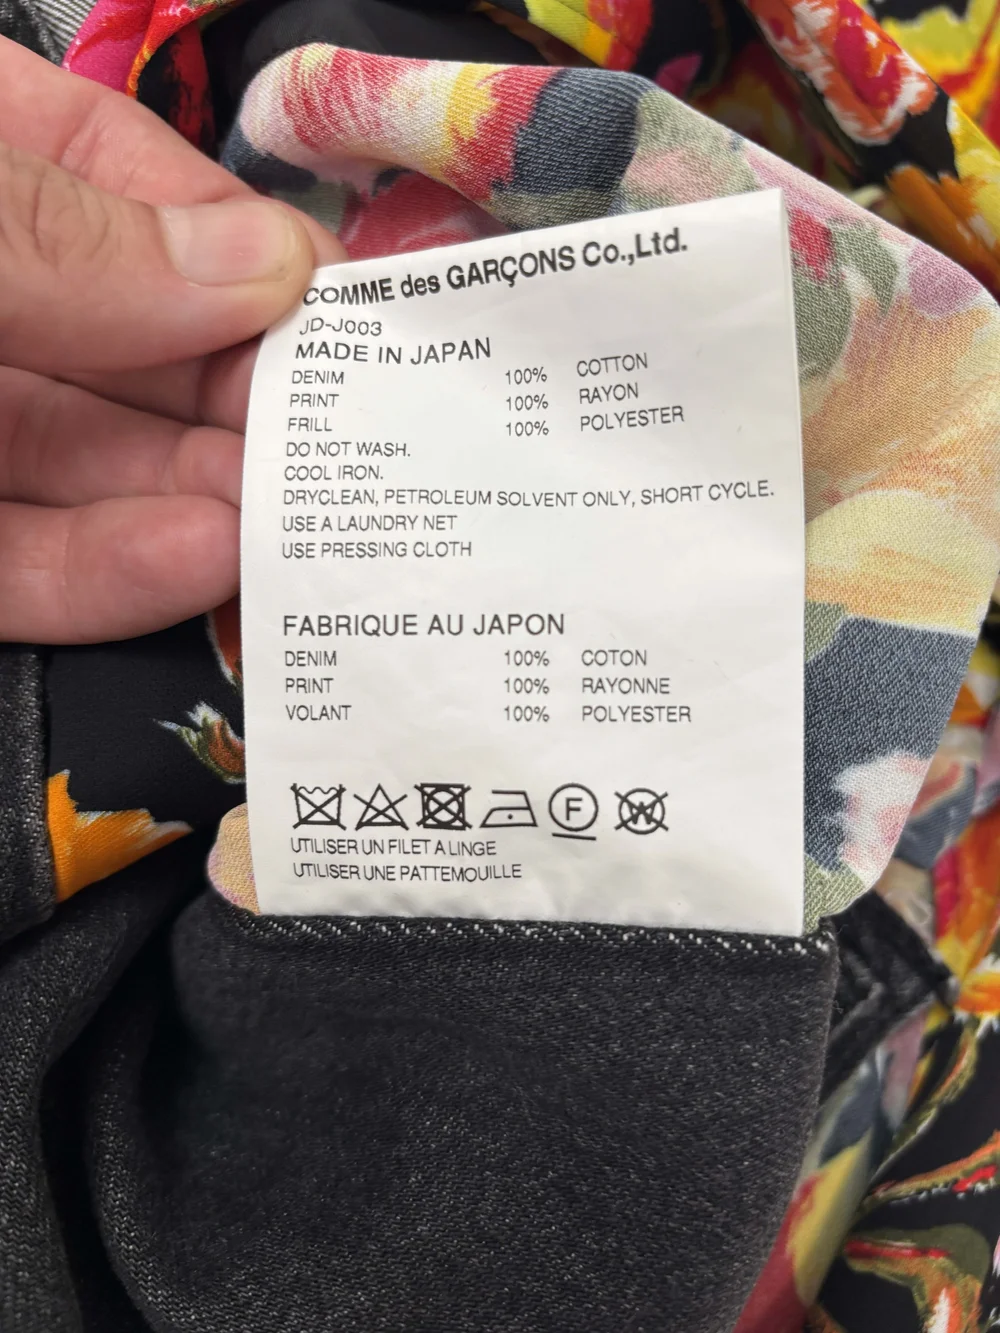 COMME des GARÇONS Co.,Ltd.
JD-J003
MADE IN JAPAN
DENIM 100% COTTON
PRINT 100% RAYON
FRILL 100% POLYESTER
DO NOT WASH.
COOL IRON.
DRYCLEAN, PETROLEUM SOLVENT ONLY, SHORT CYCLE.
USE A LAUNDRY NET
USE PRESSING CLOTH
FABRIQUE AU JAPON
DENIM 100% COTON
PRINT 100% RAYONNE
VOLANT 100% POLYESTER
F W
UTILISER UN FILET A LINGE
UTILISER UNE PATTEMOUILLE